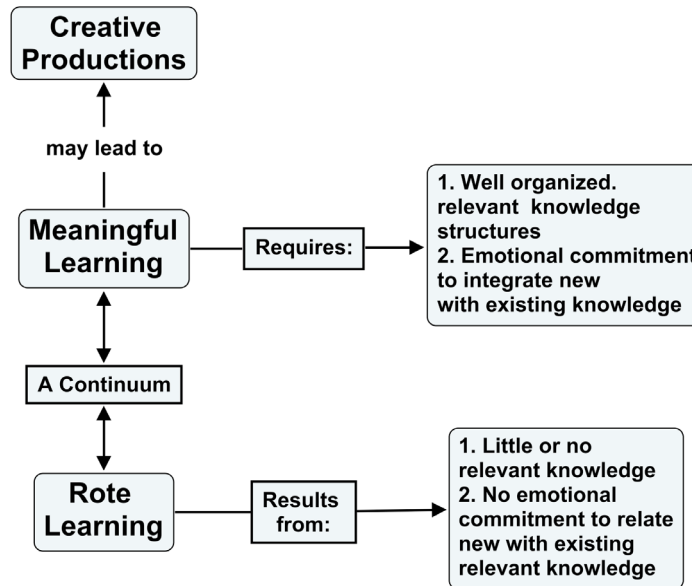 Creative
Productions
may lead to
Meaningful
Learning
Requires:
1. Well organized.
relevant knowledge
structures
2. Emotional commitment
to integrate new
with existing knowledge
A Continuum
Rote
Learning
Results
from:
1. Little or no
relevant knowledge
2. No emotional
commitment to relate
new with existing
relevant knowledge